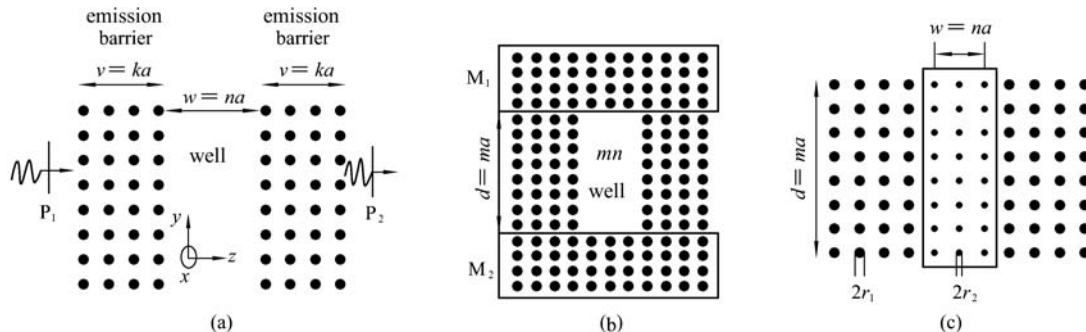 emission
barrier
v = ka
emission
barrier
v = ka
w = na
well
P₁
P₂
y
x
z
(a)
M₁
d = ma
mn
well
M₂
(b)
w = na
d = ma
2r₁
2r₂
(c)